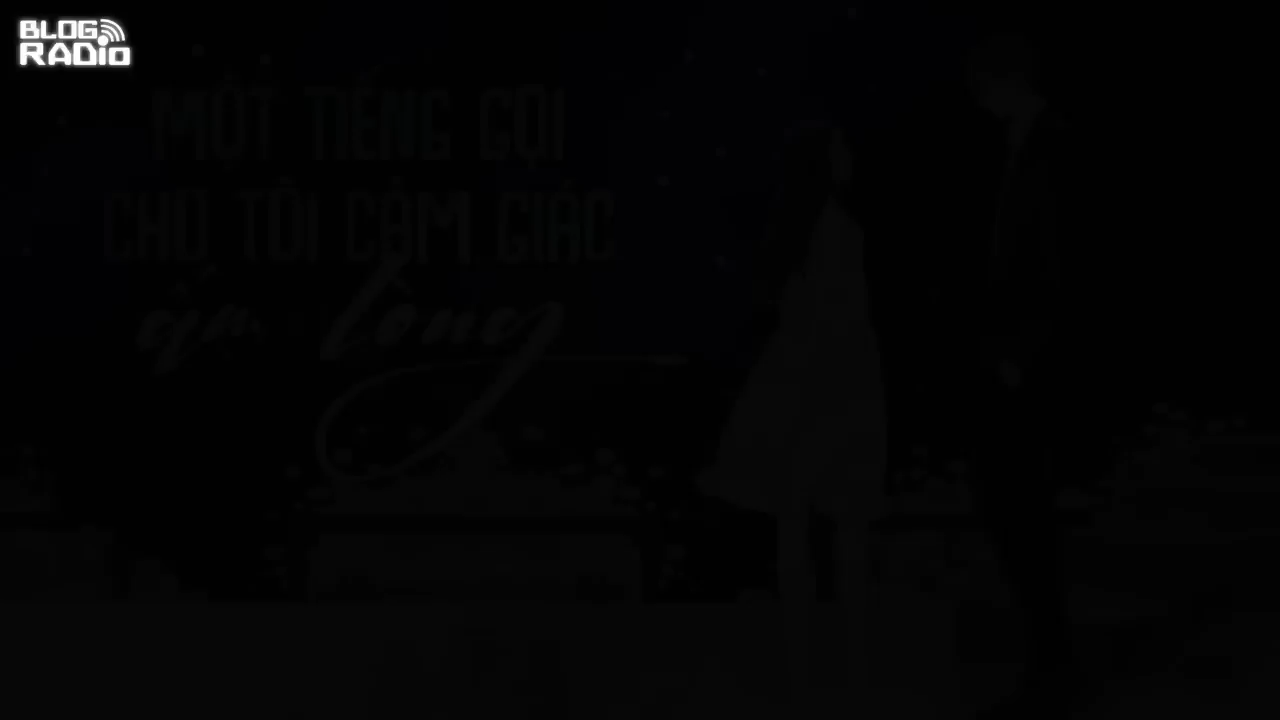 BLOG
RADIO
MỘT TIẾNG GỌI
CHO TÔI CẢM GIÁC
ấm lòng